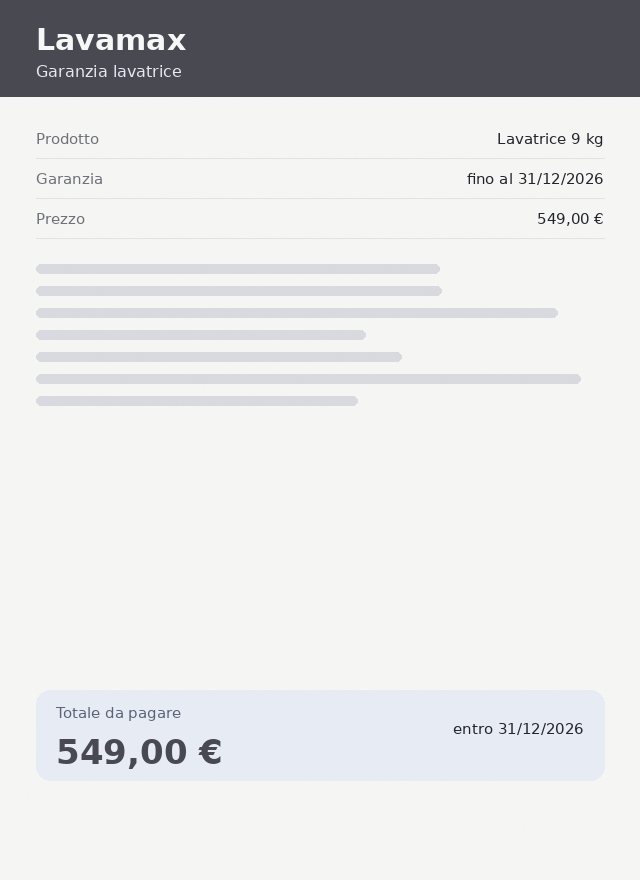 Lavamax
Garanzia lavatrice
Prodotto Lavatrice 9 kg
Garanzia fino al 31/12/2026
Prezzo 549,00 €
Totale da pagare
entro 31/12/2026
549,00 €